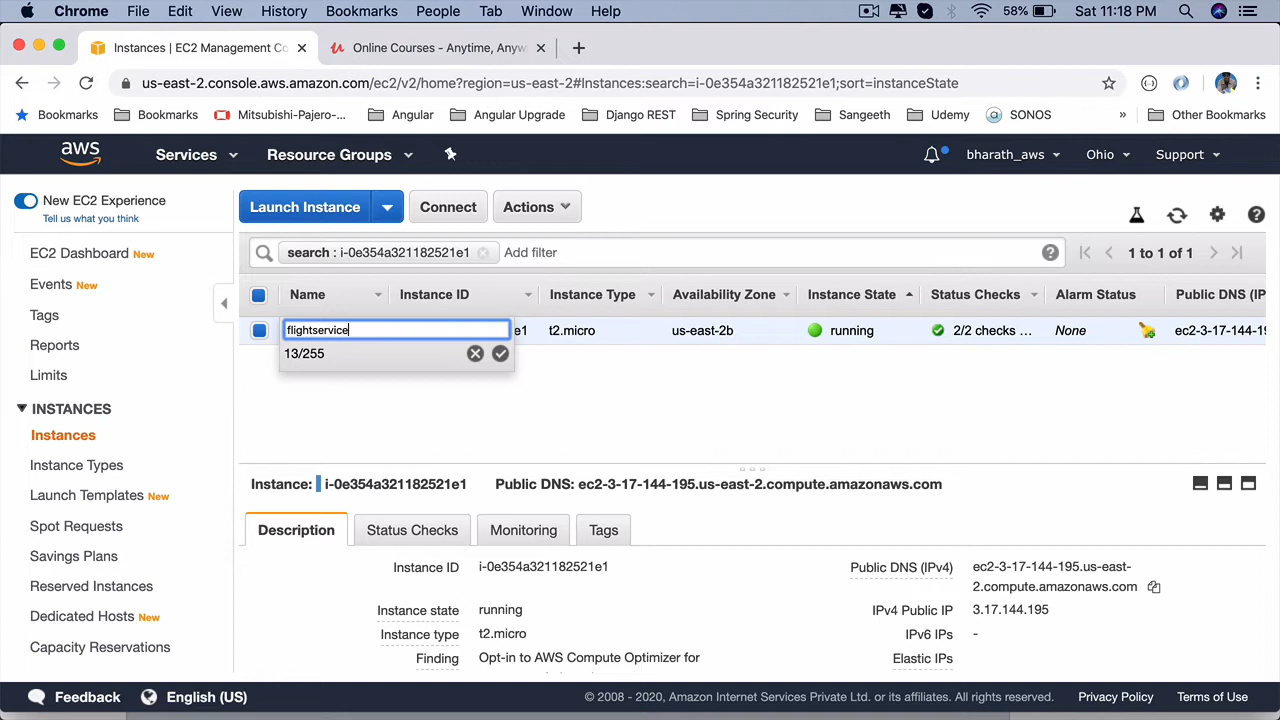 Chrome File Edit View History Bookmarks People Tab Window Help 58% Sat 11:18 PM
Instances | EC2 Management Co Online Courses - Anytime, Anyw
us-east-2.console.aws.amazon.com/ec2/v2/home?region=us-east-2#Instances:search=i-0e354a321182521e1;sort=instanceState
Bookmarks Bookmarks Mitsubishi-Pajero-... Angular Angular Upgrade Django REST Spring Security Sangeeth Udemy SONOS » Other Bookmarks
aws Services Resource Groups bharath_aws Ohio Support
New EC2 Experience
Tell us what you think
Launch Instance Connect Actions
EC2 Dashboard New
search : i-0e354a321182521e1 Add filter 1 to 1 of 1
Events New
Name Instance ID Instance Type Availability Zone Instance State Status Checks Alarm Status Public DNS (IP
Tags
flightservice e1 t2.micro us-east-2b running 2/2 checks ... None ec2-3-17-144-19
Reports
13/255
Limits
INSTANCES
Instances
Instance Types
Launch Templates New
Spot Requests
Savings Plans
Reserved Instances
Dedicated Hosts New
Capacity Reservations
Instance: i-0e354a321182521e1 Public DNS: ec2-3-17-144-195.us-east-2.compute.amazonaws.com
Description Status Checks Monitoring Tags
Instance ID i-0e354a321182521e1 Public DNS (IPv4) ec2-3-17-144-195.us-east-
2.compute.amazonaws.com
Instance state running IPv4 Public IP 3.17.144.195
Instance type t2.micro IPv6 IPs -
Finding Opt-in to AWS Compute Optimizer for Elastic IPs
Feedback English (US) © 2008 - 2020, Amazon Internet Services Private Ltd. or its affiliates. All rights reserved. Privacy Policy Terms of Use